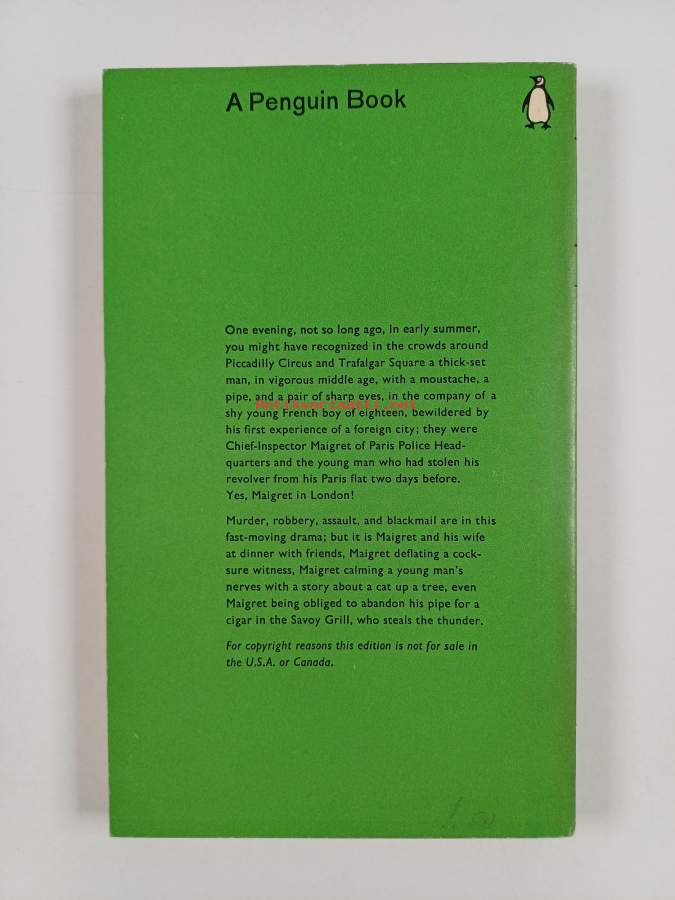 A Penguin Book
One evening, not so long ago, in early summer,
you might have recognized in the crowds around
Piccadilly Circus and Trafalgar Square a thick-set
man, in vigorous middle age, with a moustache, a
pipe, and a pair of sharp eyes, in the company of a
Antikvariaatti.net
shy young French boy of eighteen, bewildered by
his first experience of a foreign city; they were
Chief-Inspector Maigret of Paris Police Head-
quarters and the young man who had stolen his
revolver from his Paris flat two days before.
Yes, Maigret in London!
Murder, robbery, assault, and blackmail are in this
fast-moving drama; but it is Maigret and his wife
at dinner with friends, Maigret deflating a cock-
sure witness, Maigret calming a young man's
nerves with a story about a cat up a tree, even
Maigret being obliged to abandon his pipe for a
cigar in the Savoy Grill, who steals the thunder.
For copyright reasons this edition is not for sale in
the U.S.A. or Canada.